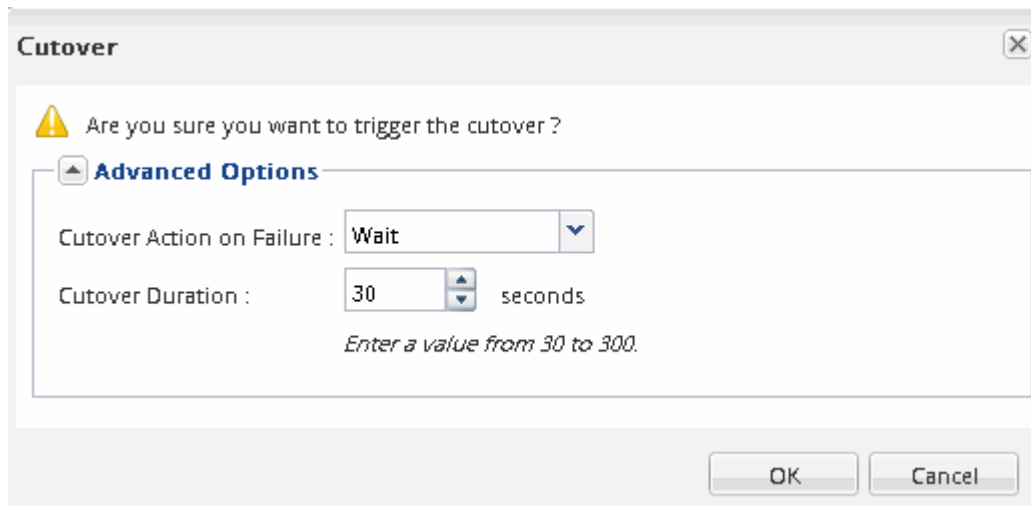 Cutover
Are you sure you want to trigger the cutover ?
Advanced Options
Cutover Action on Failure : Wait
Cutover Duration : 30 seconds
Enter a value from 30 to 300.
OK Cancel